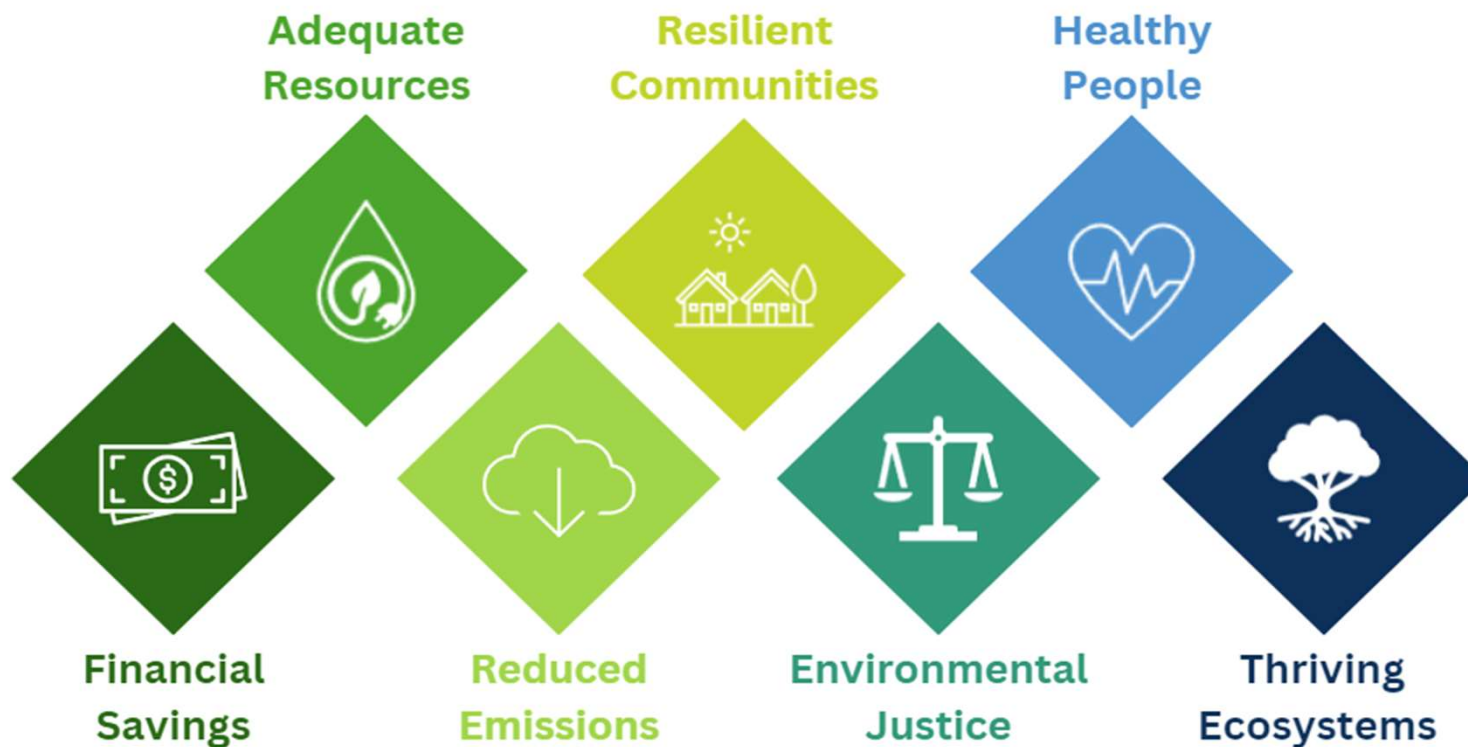 Adequate
Resources
Resilient
Communities
Healthy
People
$
Financial
Savings
Reduced
Emissions
Environmental
Justice
Thriving
Ecosystems